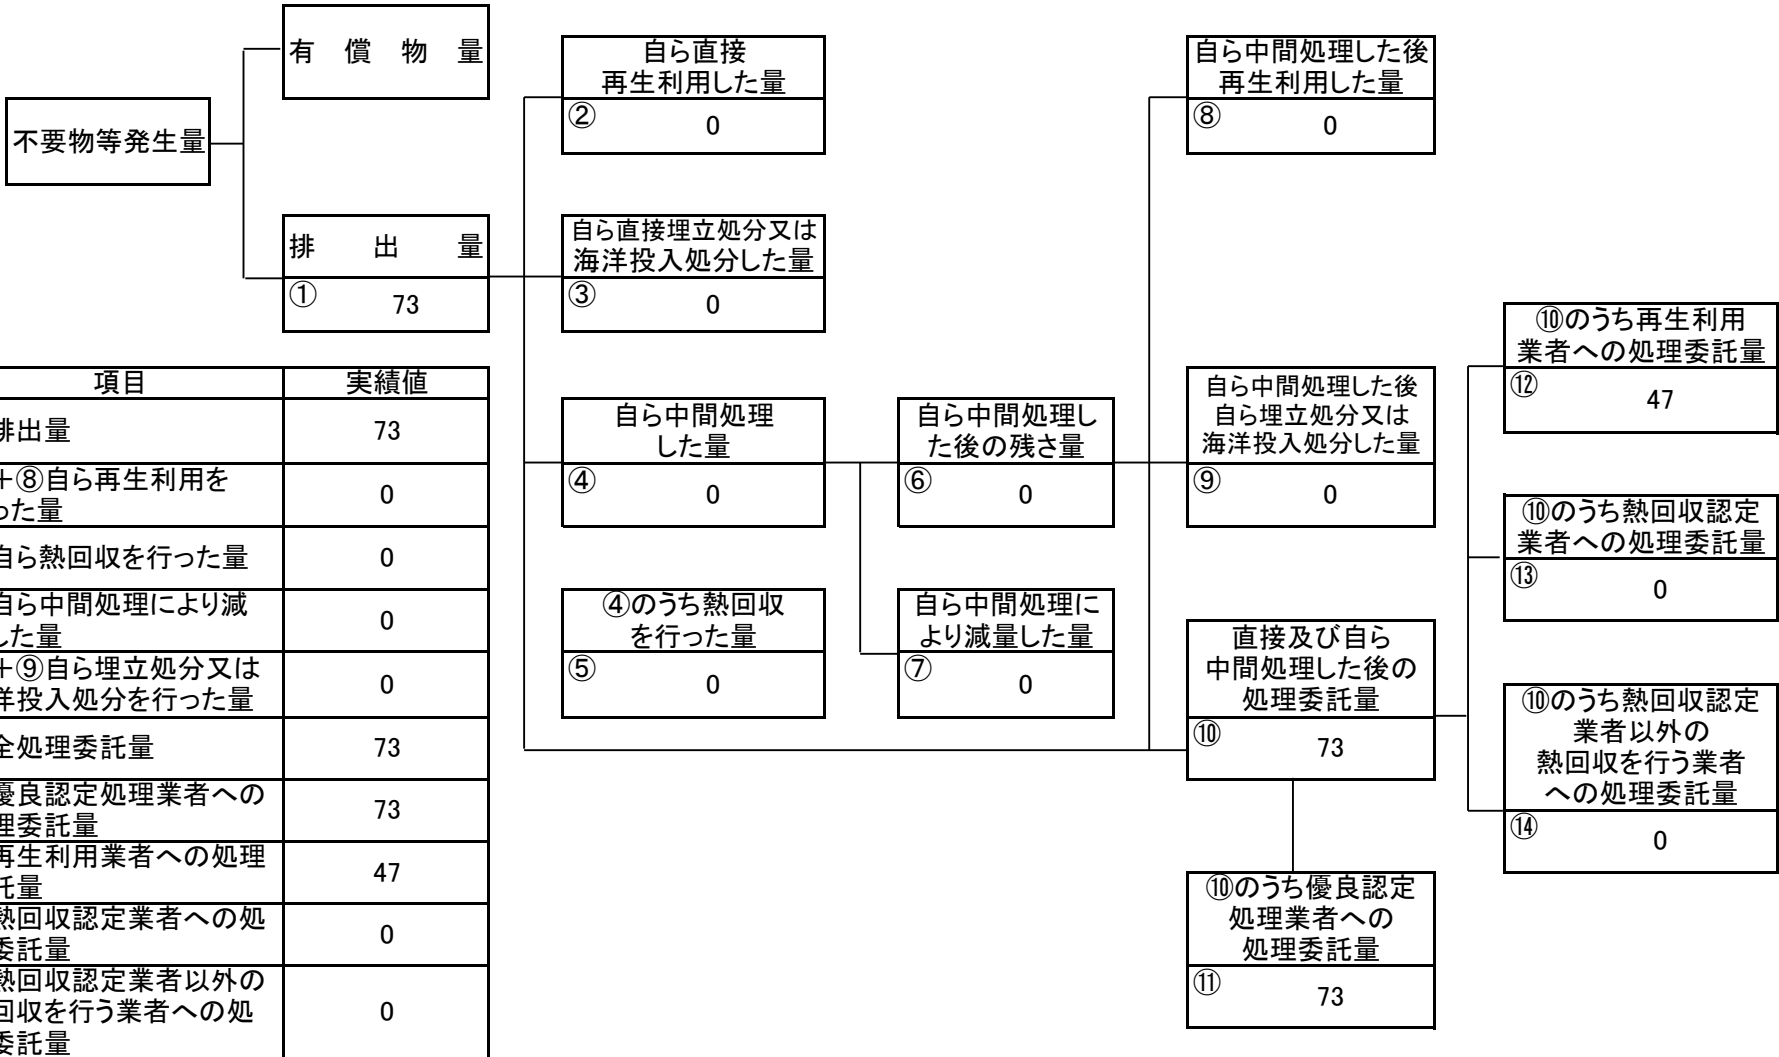 有 償 物 量
不要物等発生量
排 出 量
① 73
自ら直接
再生利用した量
② 0
自ら直接埋立処分又は
海洋投入処分した量
③ 0
自ら中間処理
した量
④ 0
④のうち熱回収
を行った量
⑤ 0
自ら中間処理し
た後の残さ量
⑥ 0
自ら中間処理に
より減量した量
⑦ 0
自ら中間処理した後
再生利用した量
⑧ 0
自ら中間処理した後
自ら埋立処分又は
海洋投入処分した量
⑨ 0
直接及び自ら
中間処理した後の
処理委託量
⑩ 73
⑩のうち優良認定
処理業者への
処理委託量
⑪ 73
⑩のうち再生利用
業者への処理委託量
⑫ 47
⑩のうち熱回収認定
業者への処理委託量
⑬ 0
⑩のうち熱回収認定
業者以外の
熱回収を行う業者
への処理委託量
⑭ 0
項目 実績値
排出量 73
+⑧自ら再生利用を
った量 0
自ら熱回収を行った量 0
自ら中間処理により減
した量 0
+⑨自ら埋立処分又は
洋投入処分を行った量 0
全処理委託量 73
優良認定処理業者への
理委託量 73
再生利用業者への処理
託量 47
熱回収認定業者への処
委託量 0
熱回収認定業者以外の
回収を行う業者への処
委託量 0